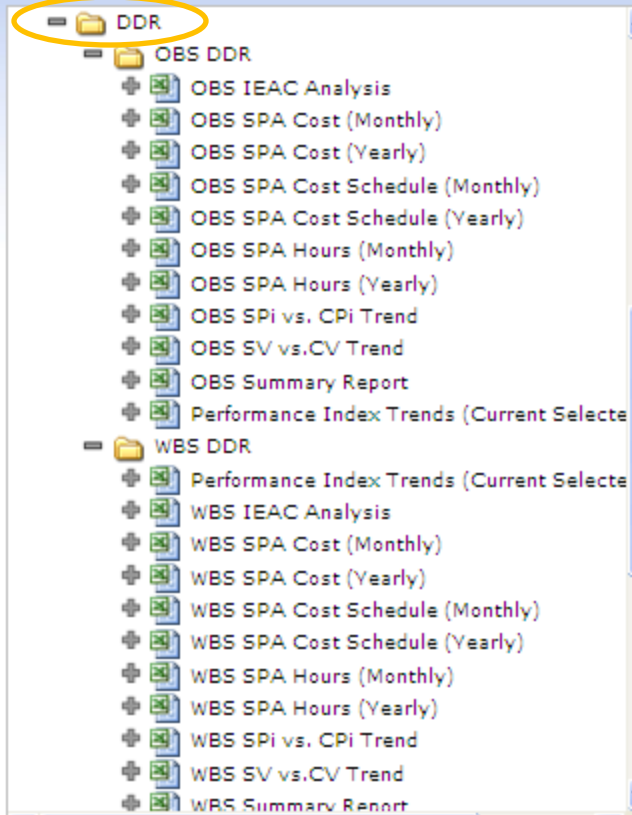 DDR
OBS DDR
OBS IEAC Analysis
OBS SPA Cost (Monthly)
OBS SPA Cost (Yearly)
OBS SPA Cost Schedule (Monthly)
OBS SPA Cost Schedule (Yearly)
OBS SPA Hours (Monthly)
OBS SPA Hours (Yearly)
OBS SPi vs. CPi Trend
OBS SV vs.CV Trend
OBS Summary Report
Performance Index Trends (Current Selecte
WBS DDR
Performance Index Trends (Current Selecte
WBS IEAC Analysis
WBS SPA Cost (Monthly)
WBS SPA Cost (Yearly)
WBS SPA Cost Schedule (Monthly)
WBS SPA Cost Schedule (Yearly)
WBS SPA Hours (Monthly)
WBS SPA Hours (Yearly)
WBS SPi vs. CPi Trend
WBS SV vs.CV Trend
WBS Summary Report